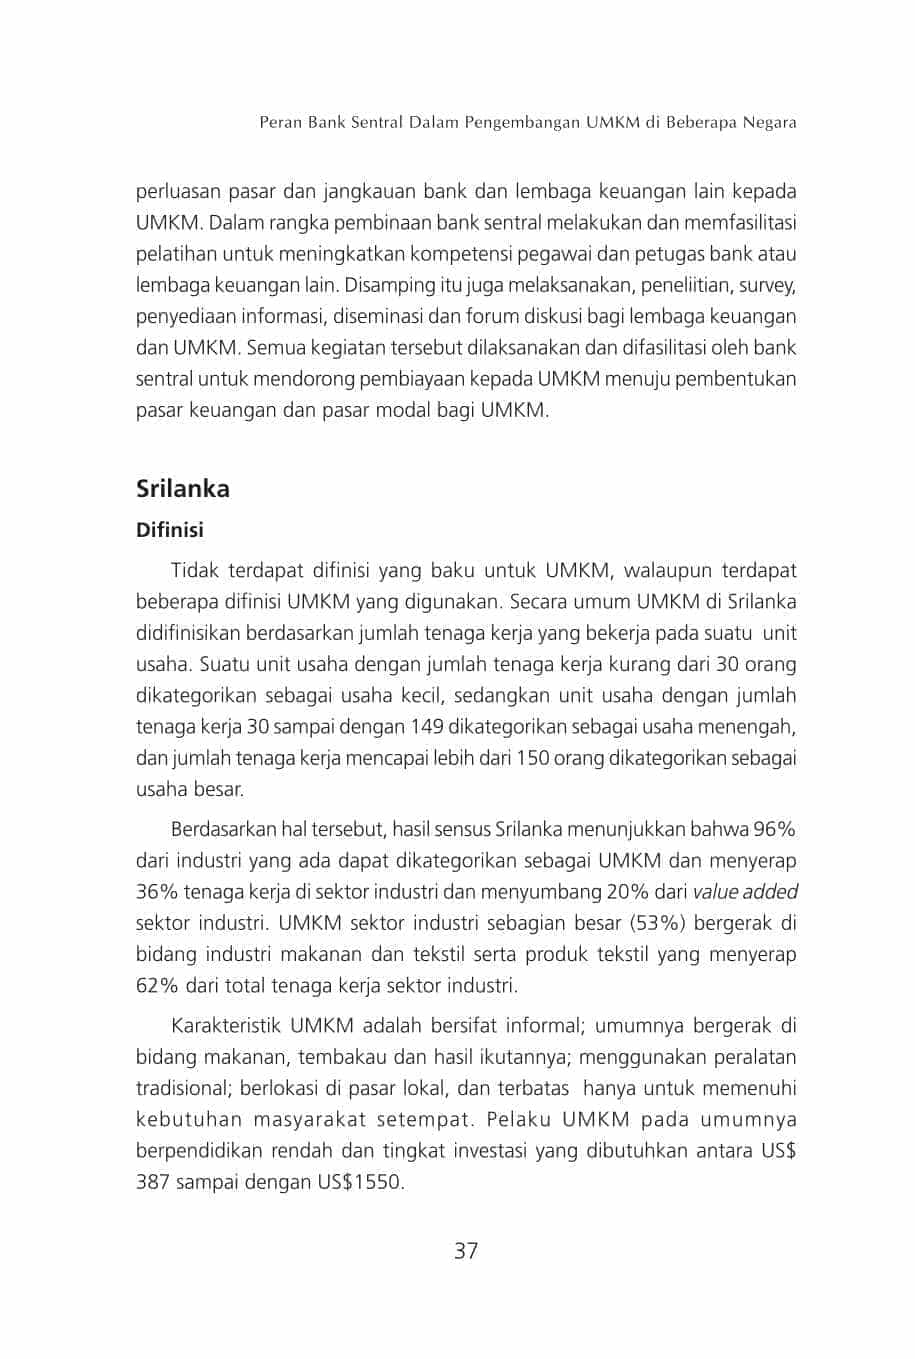 Peran Bank Sentral Dalam Pengembangan UMKM di Beberapa Negara
perluasan pasar dan jangkauan bank dan lembaga keuangan lain kepada
UMKM. Dalam rangka pembinaan bank sentral melakukan dan memfasilitasi
pelatihan untuk meningkatkan kompetensi pegawai dan petugas bank atau
lembaga keuangan lain. Disamping itu juga melaksanakan, peneliitian, survey,
penyediaan informasi, diseminasi dan forum diskusi bagi lembaga keuangan
dan UMKM. Semua kegiatan tersebut dilaksanakan dan difasilitasi oleh bank
sentral untuk mendorong pembiayaan kepada UMKM menuju pembentukan
pasar keuangan dan pasar modal bagi UMKM.
Srilanka
Difinisi
Tidak terdapat difinisi yang baku untuk UMKM, walaupun terdapat
beberapa difinisi UMKM yang digunakan. Secara umum UMKM di Srilanka
didifinisikan berdasarkan jumlah tenaga kerja yang bekerja pada suatu unit
usaha. Suatu unit usaha dengan jumlah tenaga kerja kurang dari 30 orang
dikategorikan sebagai usaha kecil, sedangkan unit usaha dengan jumlah
tenaga kerja 30 sampai dengan 149 dikategorikan sebagai usaha menengah,
dan jumlah tenaga kerja mencapai lebih dari 150 orang dikategorikan sebagai
usaha besar.
Berdasarkan hal tersebut, hasil sensus Srilanka menunjukkan bahwa 96%
dari industri yang ada dapat dikategorikan sebagai UMKM dan menyerap
36% tenaga kerja di sektor industri dan menyumbang 20% dari value added
sektor industri. UMKM sektor industri sebagian besar (53%) bergerak di
bidang industri makanan dan tekstil serta produk tekstil yang menyerap
62% dari total tenaga kerja sektor industri.
Karakteristik UMKM adalah bersifat informal; umumnya bergerak di
bidang makanan, tembakau dan hasil ikutannya; menggunakan peralatan
tradisional; berlokasi di pasar lokal, dan terbatas hanya untuk memenuhi
kebutuhan masyarakat setempat. Pelaku UMKM pada umumnya
berpendidikan rendah dan tingkat investasi yang dibutuhkan antara US$
387 sampai dengan US$1550.
37